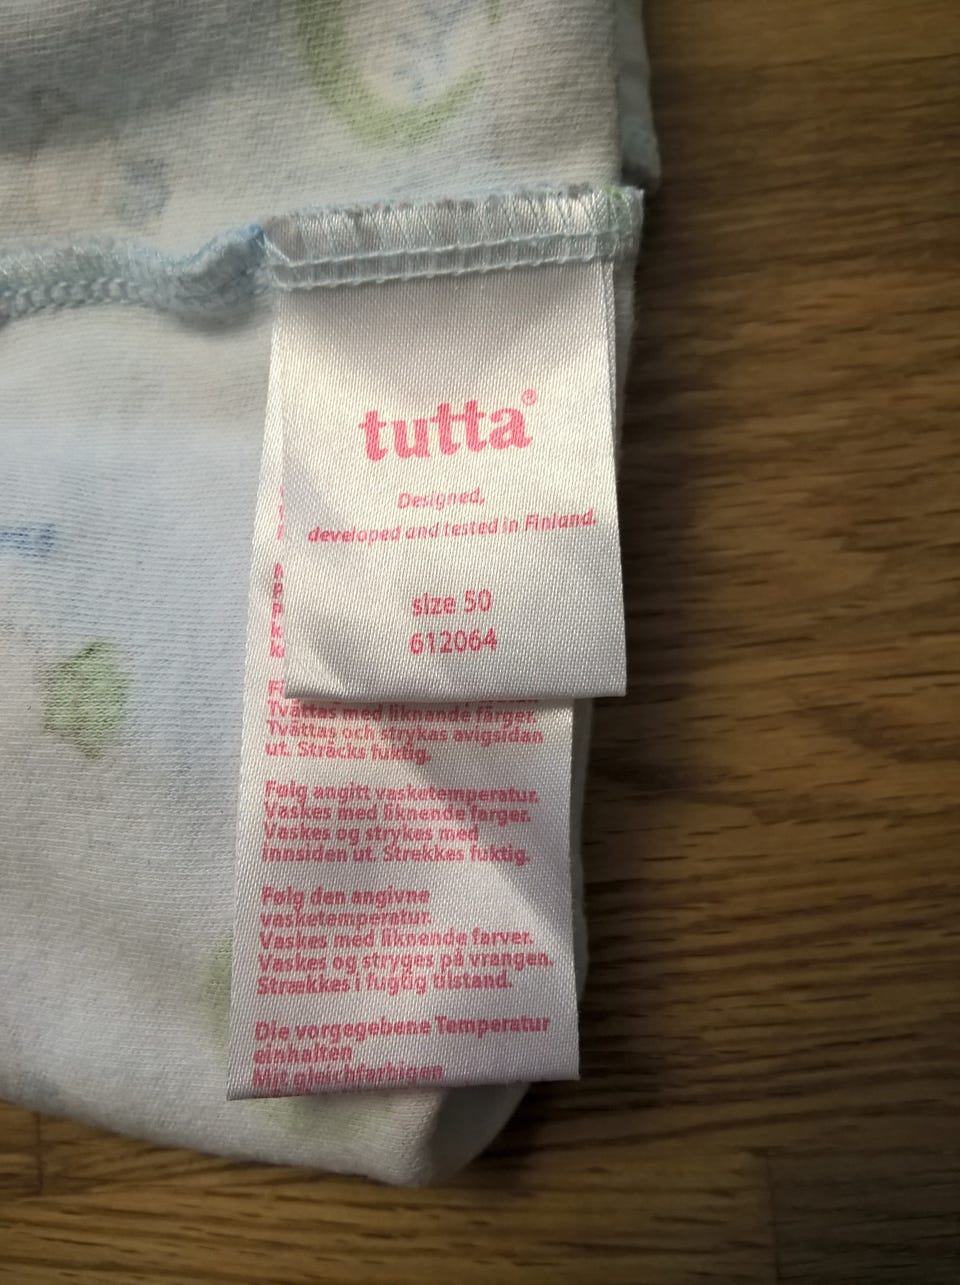 tutta®
Designed,
developed and tested in Finland.
size 50
612064
Tvättas med liknande färger.
Tvättas och strykas avigsidan
ut. Sträcks fuktig.
Følg angitt vasketemperatur.
Vaskes med liknende farger.
Vaskes og strykes med
innsiden ut. Strekkes fuktig.
Følg den angivne
vasketemperatur.
Vaskes med liknende farver.
Vaskes og stryges på vrangen.
Strækkes i fugtig tilstand.
Die vorgegebene Temperatur
einhalten
Mit gleichfarbigen